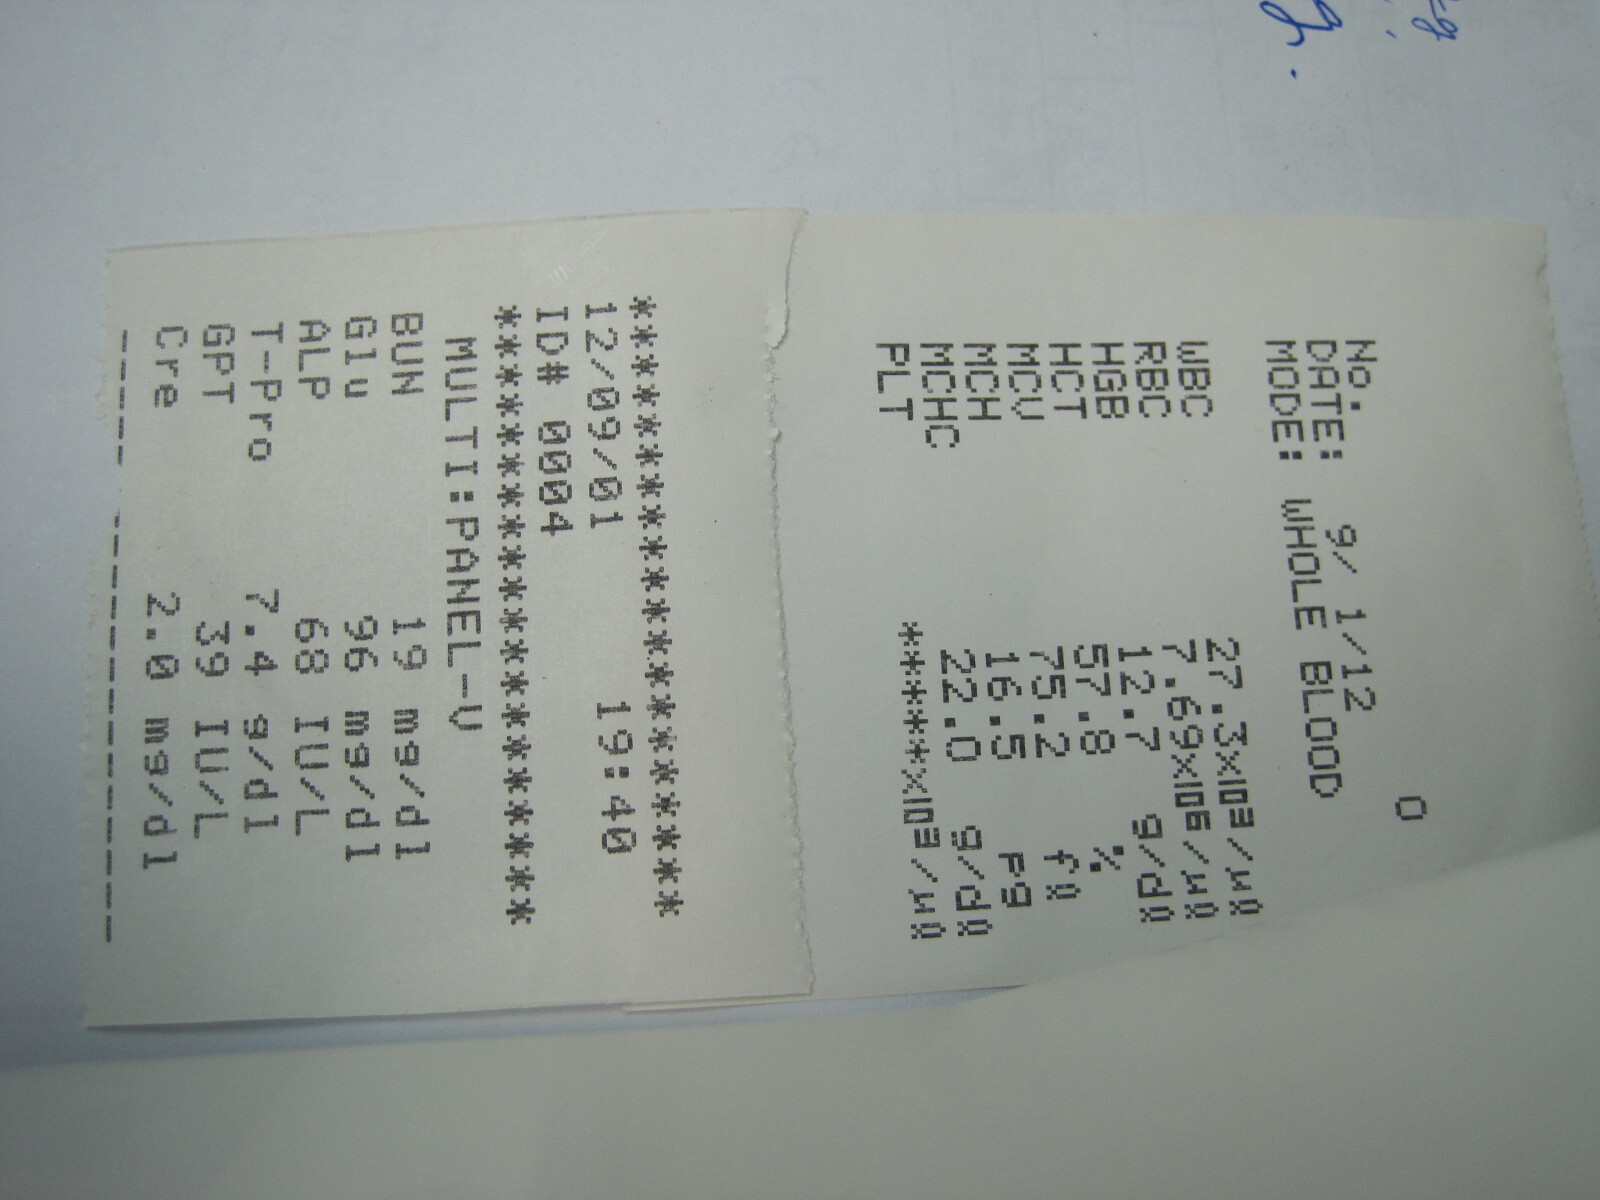 No. 0
DATE: 9/ 1/12
MODE: WHOLE BLOOD
WBC 27.3x103/µℓ
RBC 7.69x106/µℓ
HGB 12.7 g/dℓ
HCT 57.8 %
MCV 75.2 fℓ
MCH 16.5 pg
MCHC 22.0 g/dℓ
PLT ******x103/µℓ
**************************
12/09/01 19:40
ID# 0004
**************************
MULTI:PANEL-V
BUN 19 mg/dl
Glu 96 mg/dl
ALP 68 IU/L
T-Pro 7.4 g/dl
GPT 39 IU/L
Cre 2.0 mg/dl
--------------------------